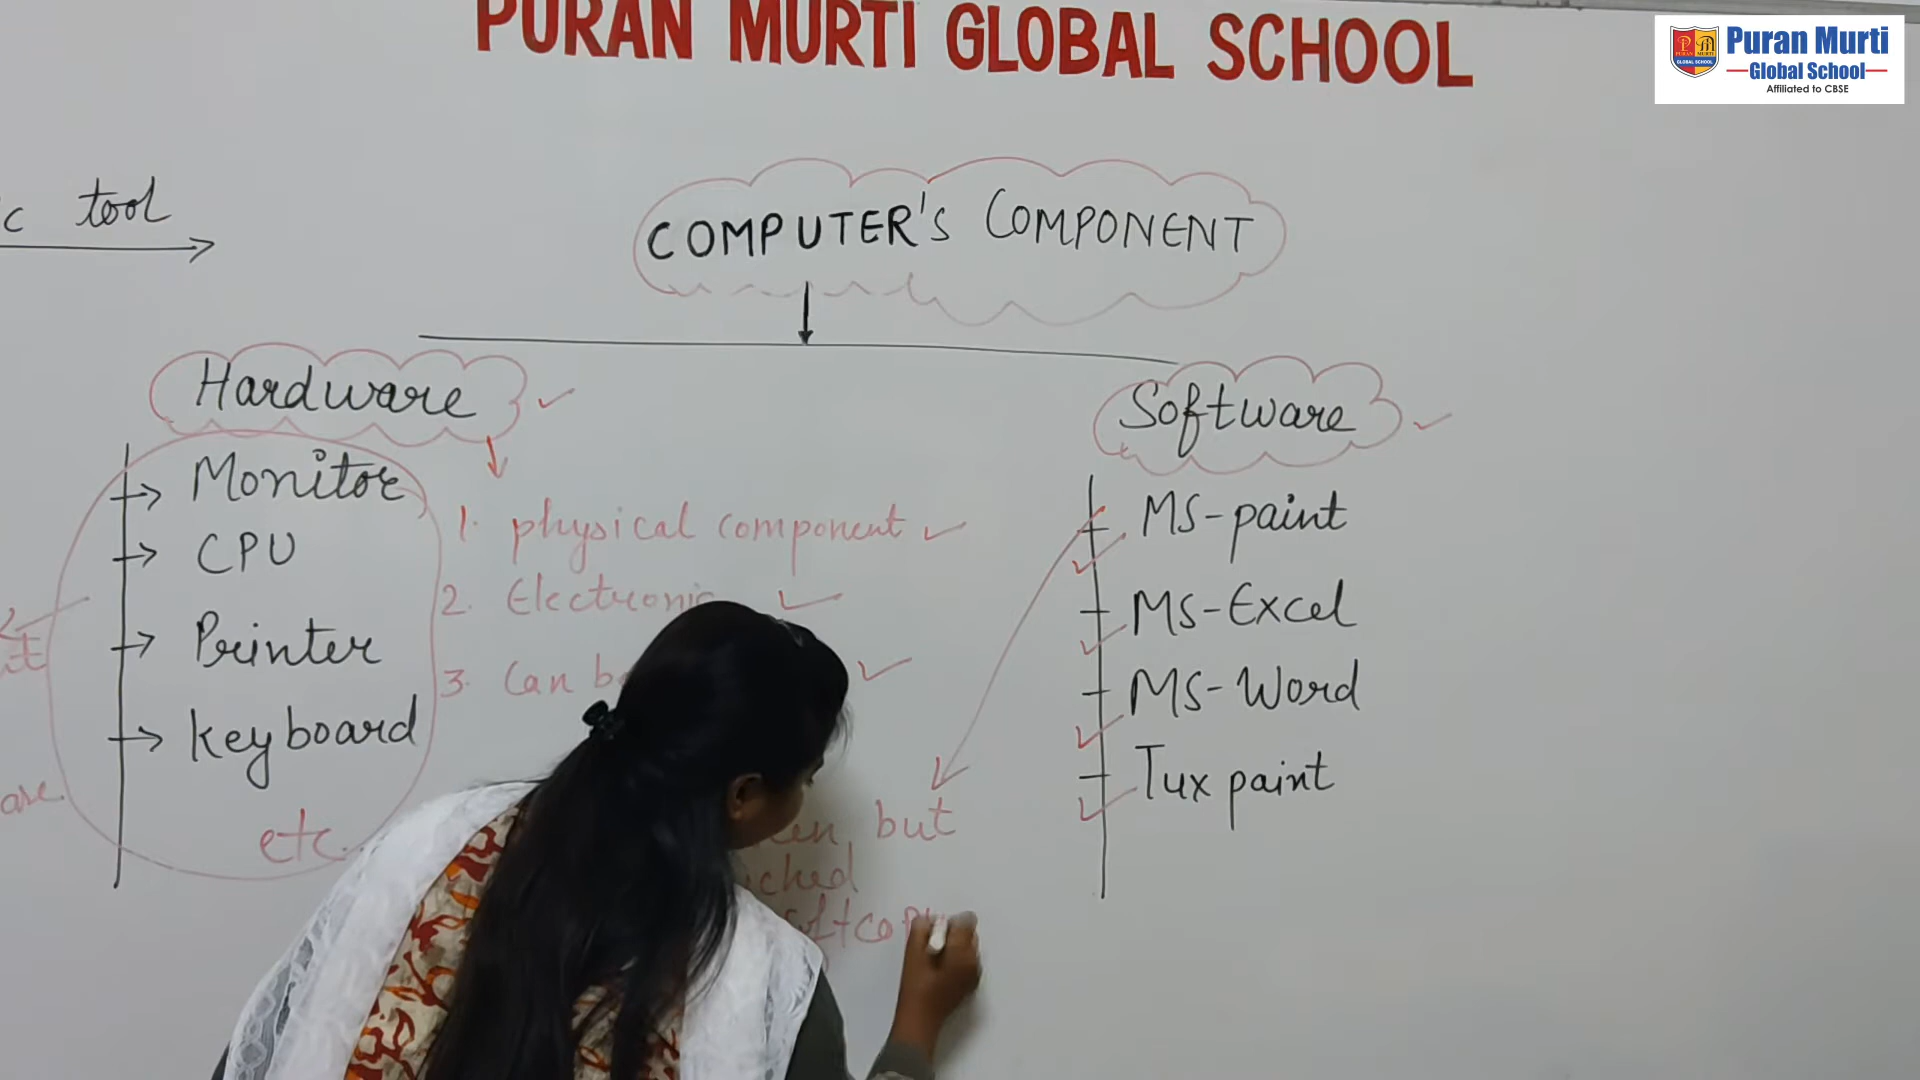 PURAN MURTI GLOBAL SCHOOL
Puran Murti
Global School
Affiliated to CBSE
tool
COMPUTER'S COMPONENT
Hardware
Software
Monitor
CPU
Printer
keyboard
etc.
1. physical component
2. Electronic
3. Can
MS-paint
MS-Excel
MS-Word
Tux paint
but